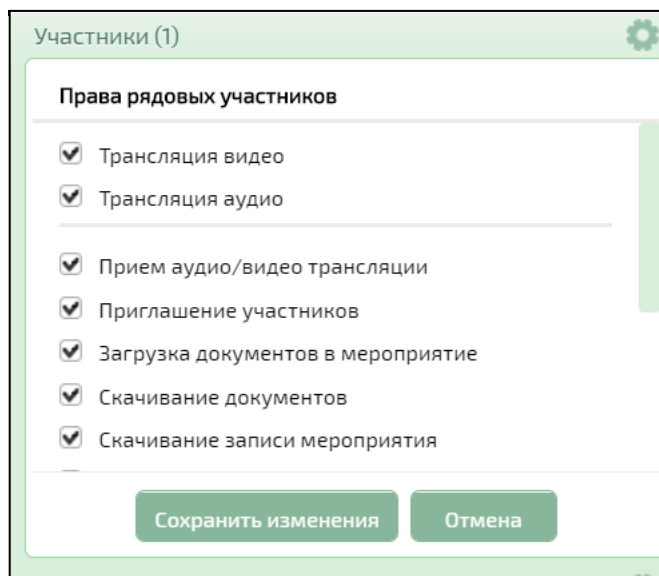 Участники (1)
Права рядовых участников
Трансляция видео
Трансляция аудио
Прием аудио/видео трансляции
Приглашение участников
Загрузка документов в мероприятие
Скачивание документов
Скачивание записи мероприятия
Сохранить изменения
Отмена